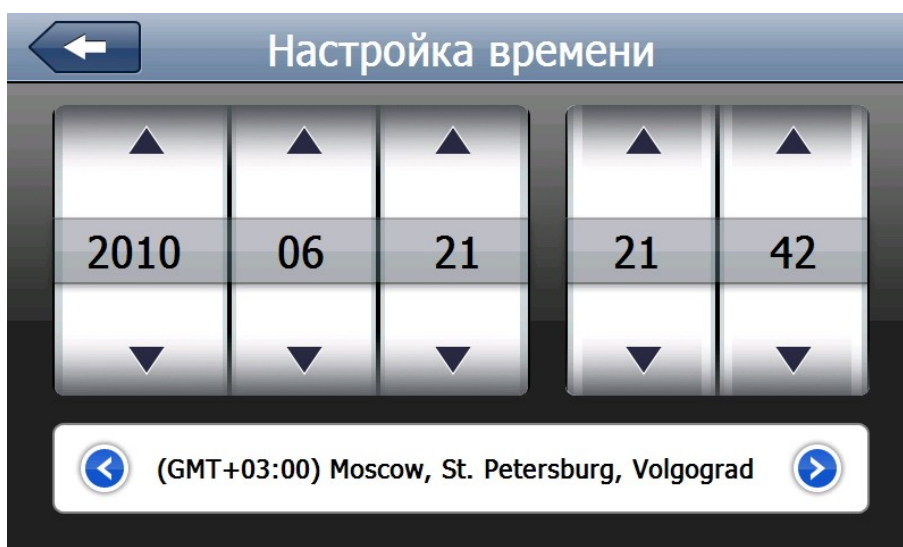 Настройка времени
2010 06 21 21 42
(GMT+03:00) Moscow, St. Petersburg, Volgograd